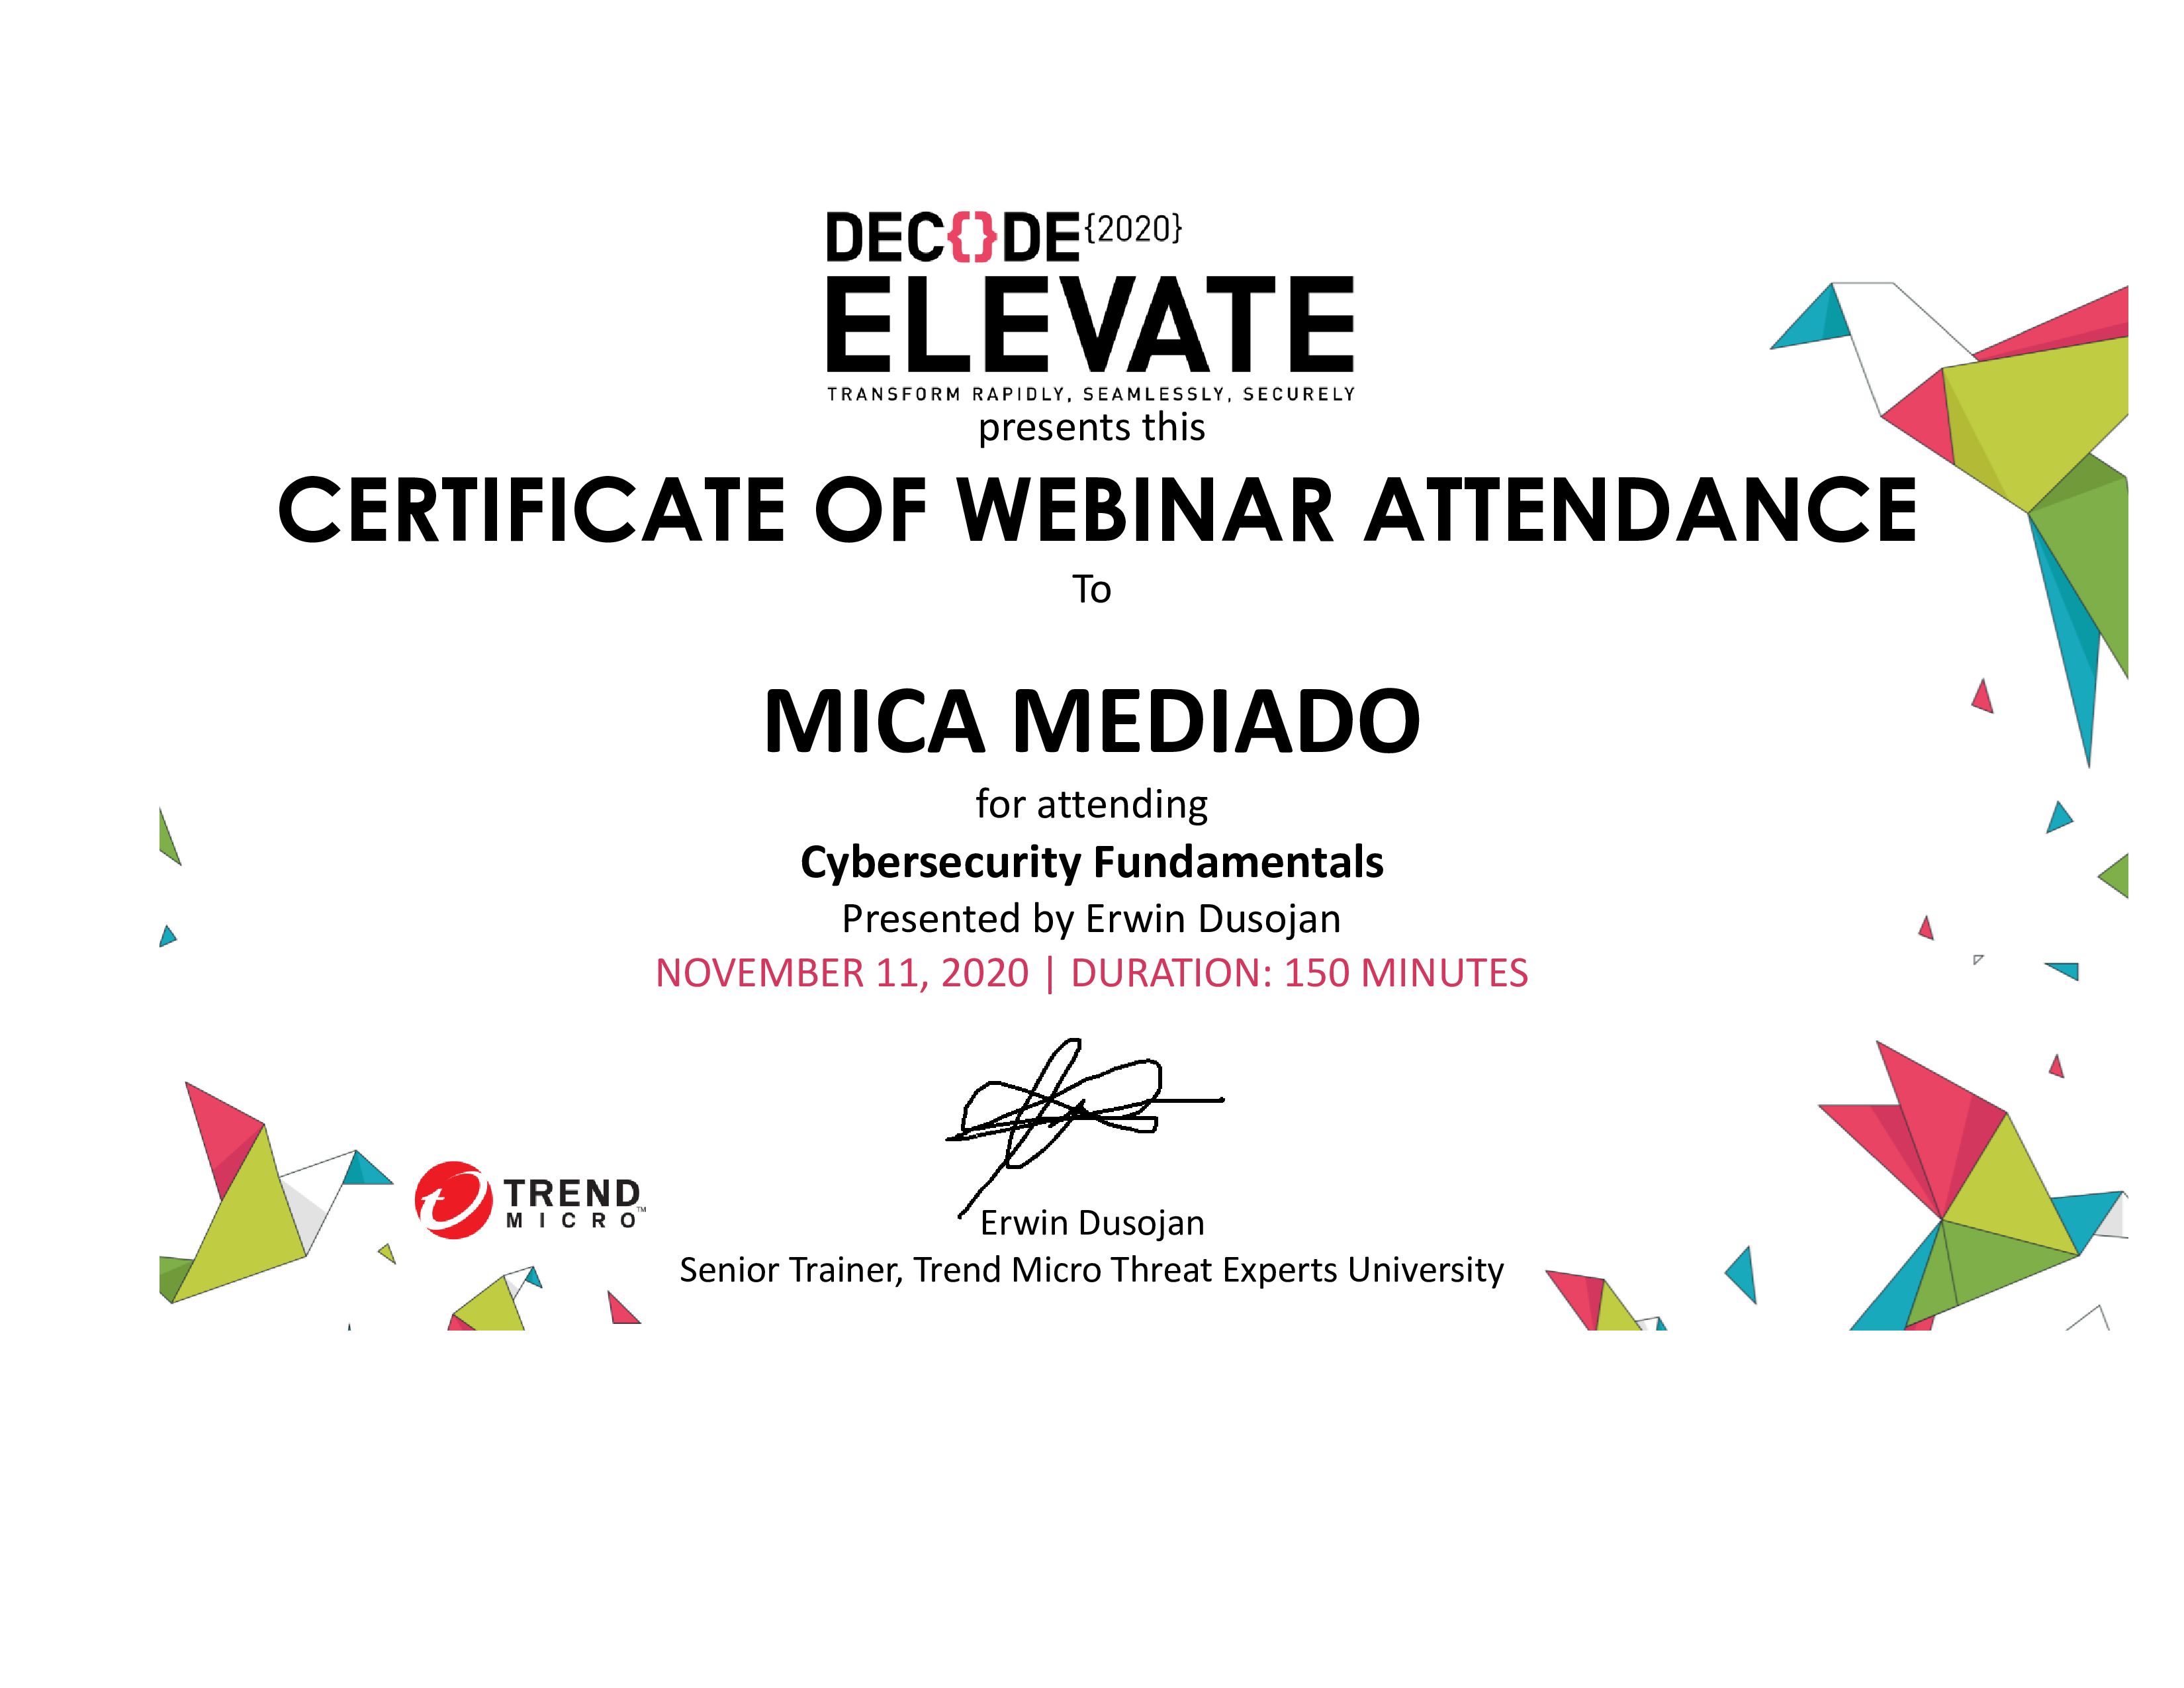 DEC{}DE {2020}
ELEVATE
TRANSFORM RAPIDLY, SEAMLESSLY, SECURELY
presents this
CERTIFICATE OF WEBINAR ATTENDANCE
To
MICA MEDIADO
for attending
Cybersecurity Fundamentals
Presented by Erwin Dusojan
NOVEMBER 11, 2020 | DURATION: 150 MINUTES
TREND
MICRO™
Erwin Dusojan
Senior Trainer, Trend Micro Threat Experts University